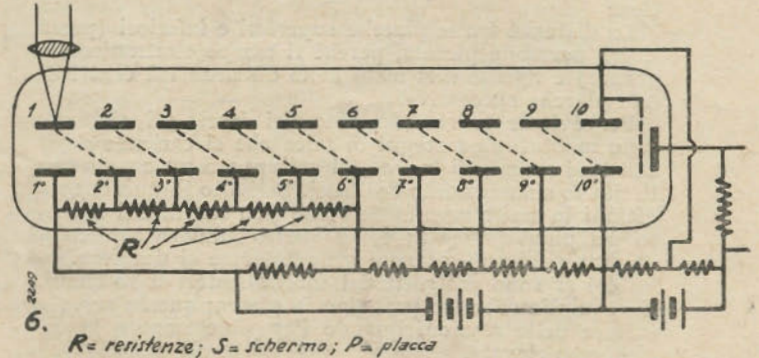 1 2 3 4 5 6 7 8 9 10
1" 2" 3" 4" 5" 6" 7" 8" 9" 10"
R
2209
6.
R= resistenze; S= schermo; P= placca